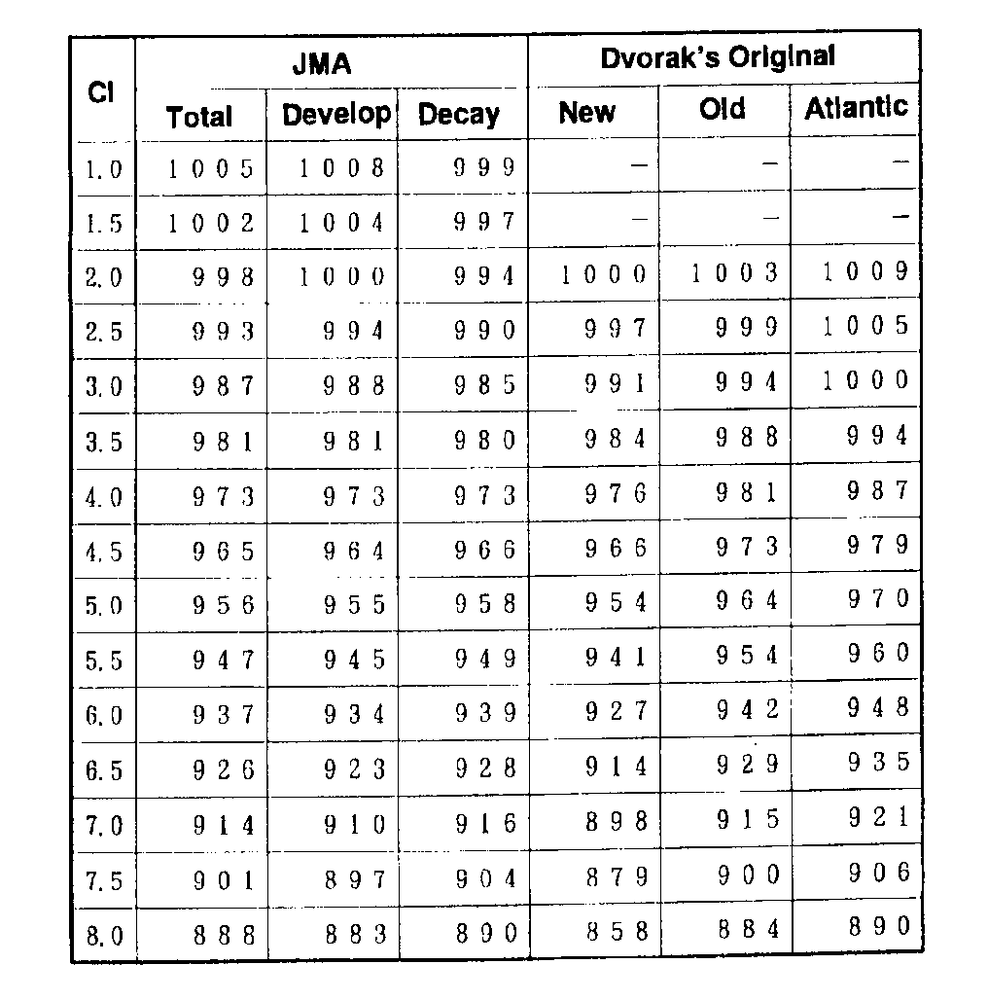 JMA Dvorak's Original
CI Total Develop Decay New Old Atlantic
1.0 1005 1008 999 — — —
1.5 1002 1004 997 — — —
2.0 998 1000 994 1000 1003 1009
2.5 993 994 990 997 999 1005
3.0 987 988 985 991 994 1000
3.5 981 981 980 984 988 994
4.0 973 973 973 976 981 987
4.5 965 964 966 966 973 979
5.0 956 955 958 954 964 970
5.5 947 945 949 941 954 960
6.0 937 934 939 927 942 948
6.5 926 923 928 914 929 935
7.0 914 910 916 898 915 921
7.5 901 897 904 879 900 906
8.0 888 883 890 858 884 890